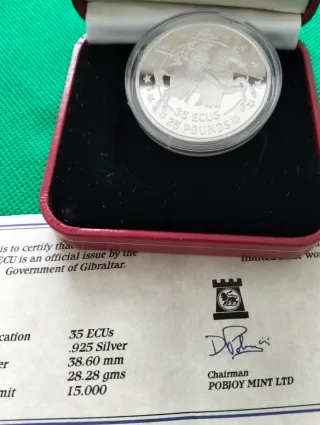 35 ECUS
25 POUNDS
is to certify that
ECU is an official issue by the
Government of Gibraltar.
35 ECUs
.925 Silver
38.60 mm
28.28 gms
15.000
Chairman
POBJOY MINT LTD